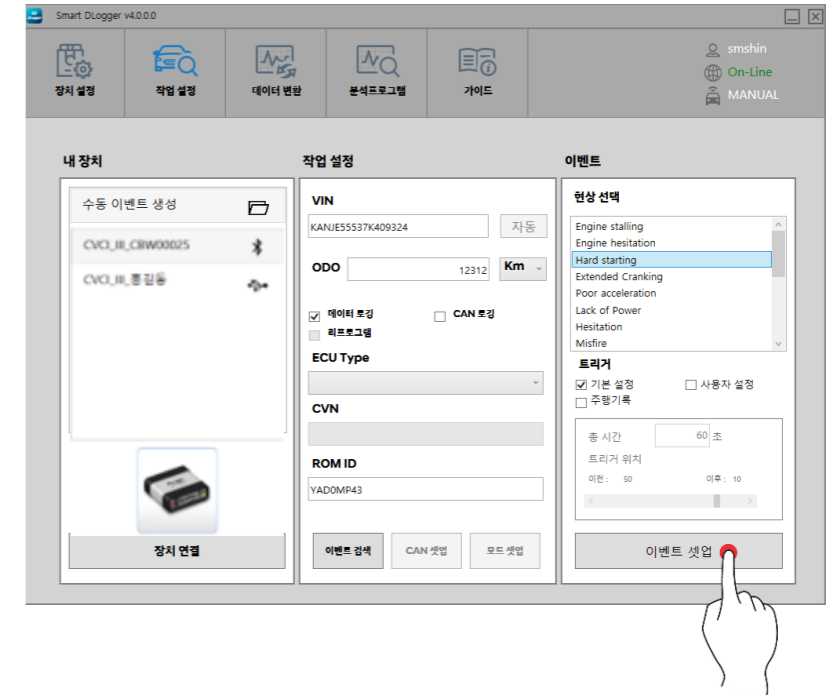 Smart DLogger v4.0.0.0
장치 설정
작업 설정
데이터 변환
분석프로그램
가이드
smshin
On-Line
MANUAL
내 장치
수동 이벤트 생성
CVCI_III_CBW00025
CVCI_III_홍길동
장치 연결
작업 설정
VIN
KANJE55537K409324 자동
ODO 12312 Km
데이터 로깅 CAN 로깅
리프로그램
ECU Type
CVN
ROM ID
YAD0MP43
이벤트 검색 CAN 셋업 모드 셋업
이벤트
현상 선택
Engine stalling
Engine hesitation
Hard starting
Extended Cranking
Poor acceleration
Lack of Power
Hesitation
Misfire
트리거
기본 설정 사용자 설정
주행기록
총 시간 60 초
트리거 위치
이전 : 50 이후 : 10
이벤트 셋업